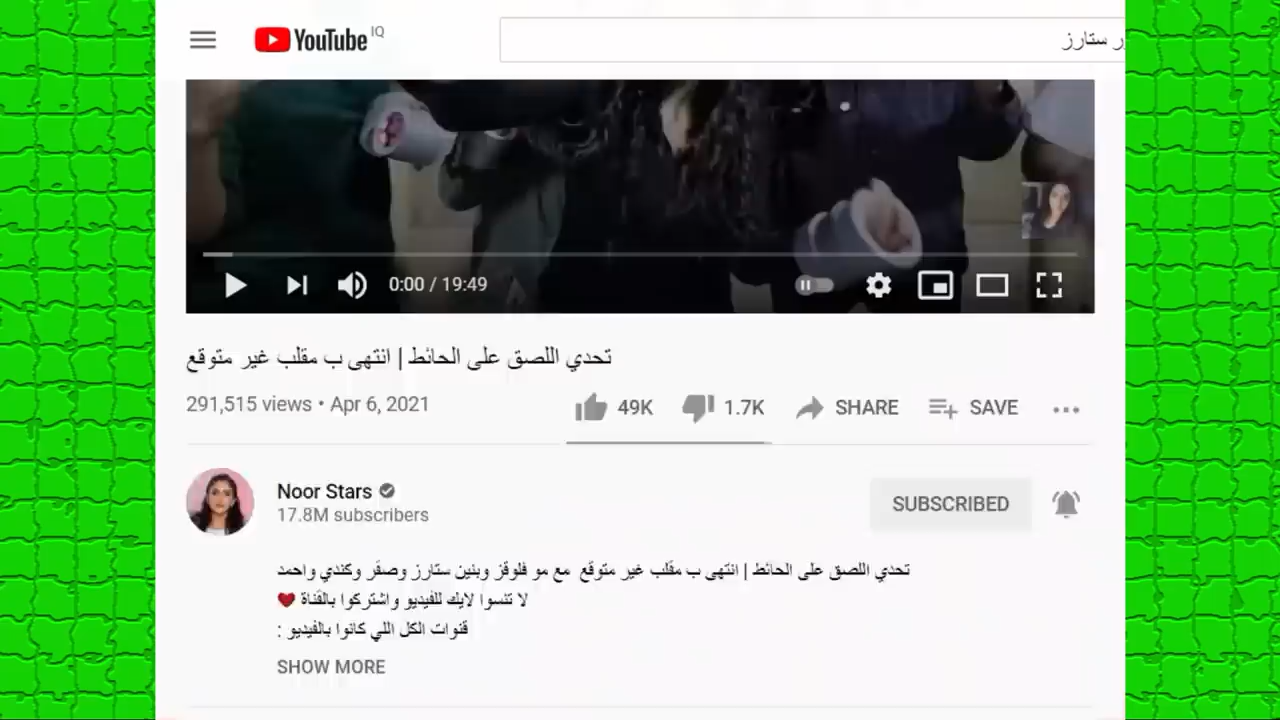 YouTube IQ
ستارز
0:00 / 19:49
تحدي اللصق على الحائط | انتهى ب مقلب غير متوقع
291,515 views • Apr 6, 2021
49K
1.7K
SHARE
SAVE
Noor Stars
17.8M subscribers
SUBSCRIBED
تحدي اللصق على الحائط | انتهى ب مقلب غير متوقع مع مو فلوقز وبنين ستارز وصقر وكندي واحمد
لا تنسوا لايك للفيديو واشتركوا بالقناة ❤
قنوات الكل اللي كانوا بالفيديو :
SHOW MORE